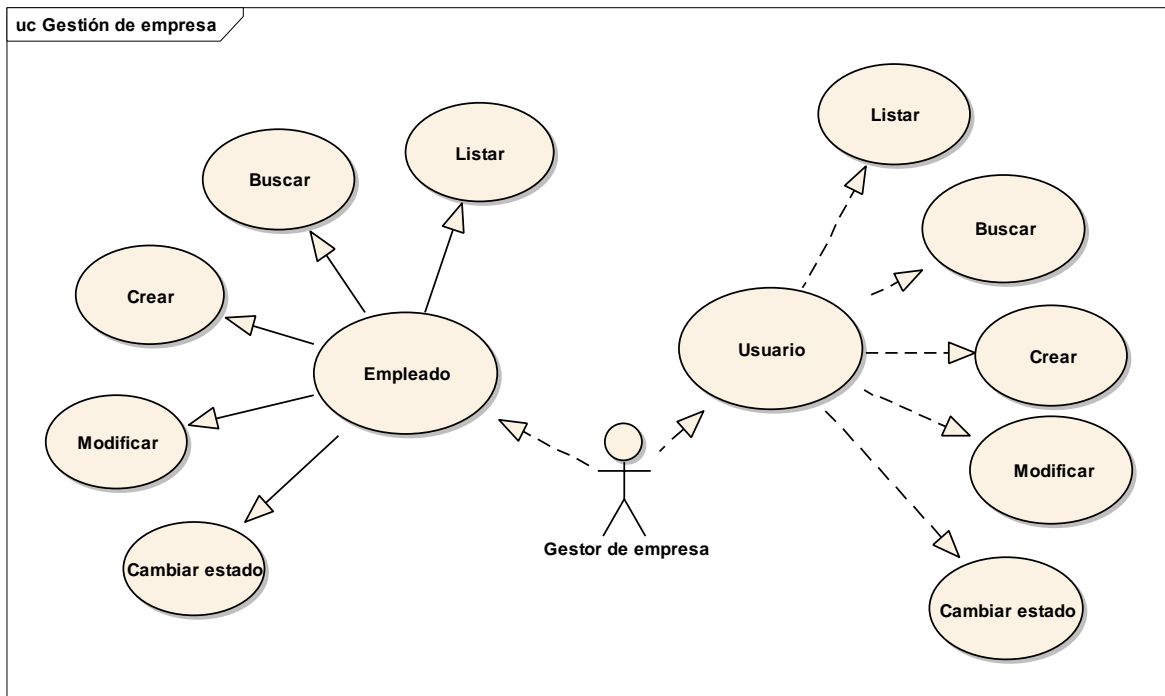 uc Gestión de empresa
Listar
Listar
Buscar
Buscar
Crear
Usuario
Crear
Empleado
Modificar
Modificar
Gestor de empresa
Cambiar estado
Cambiar estado